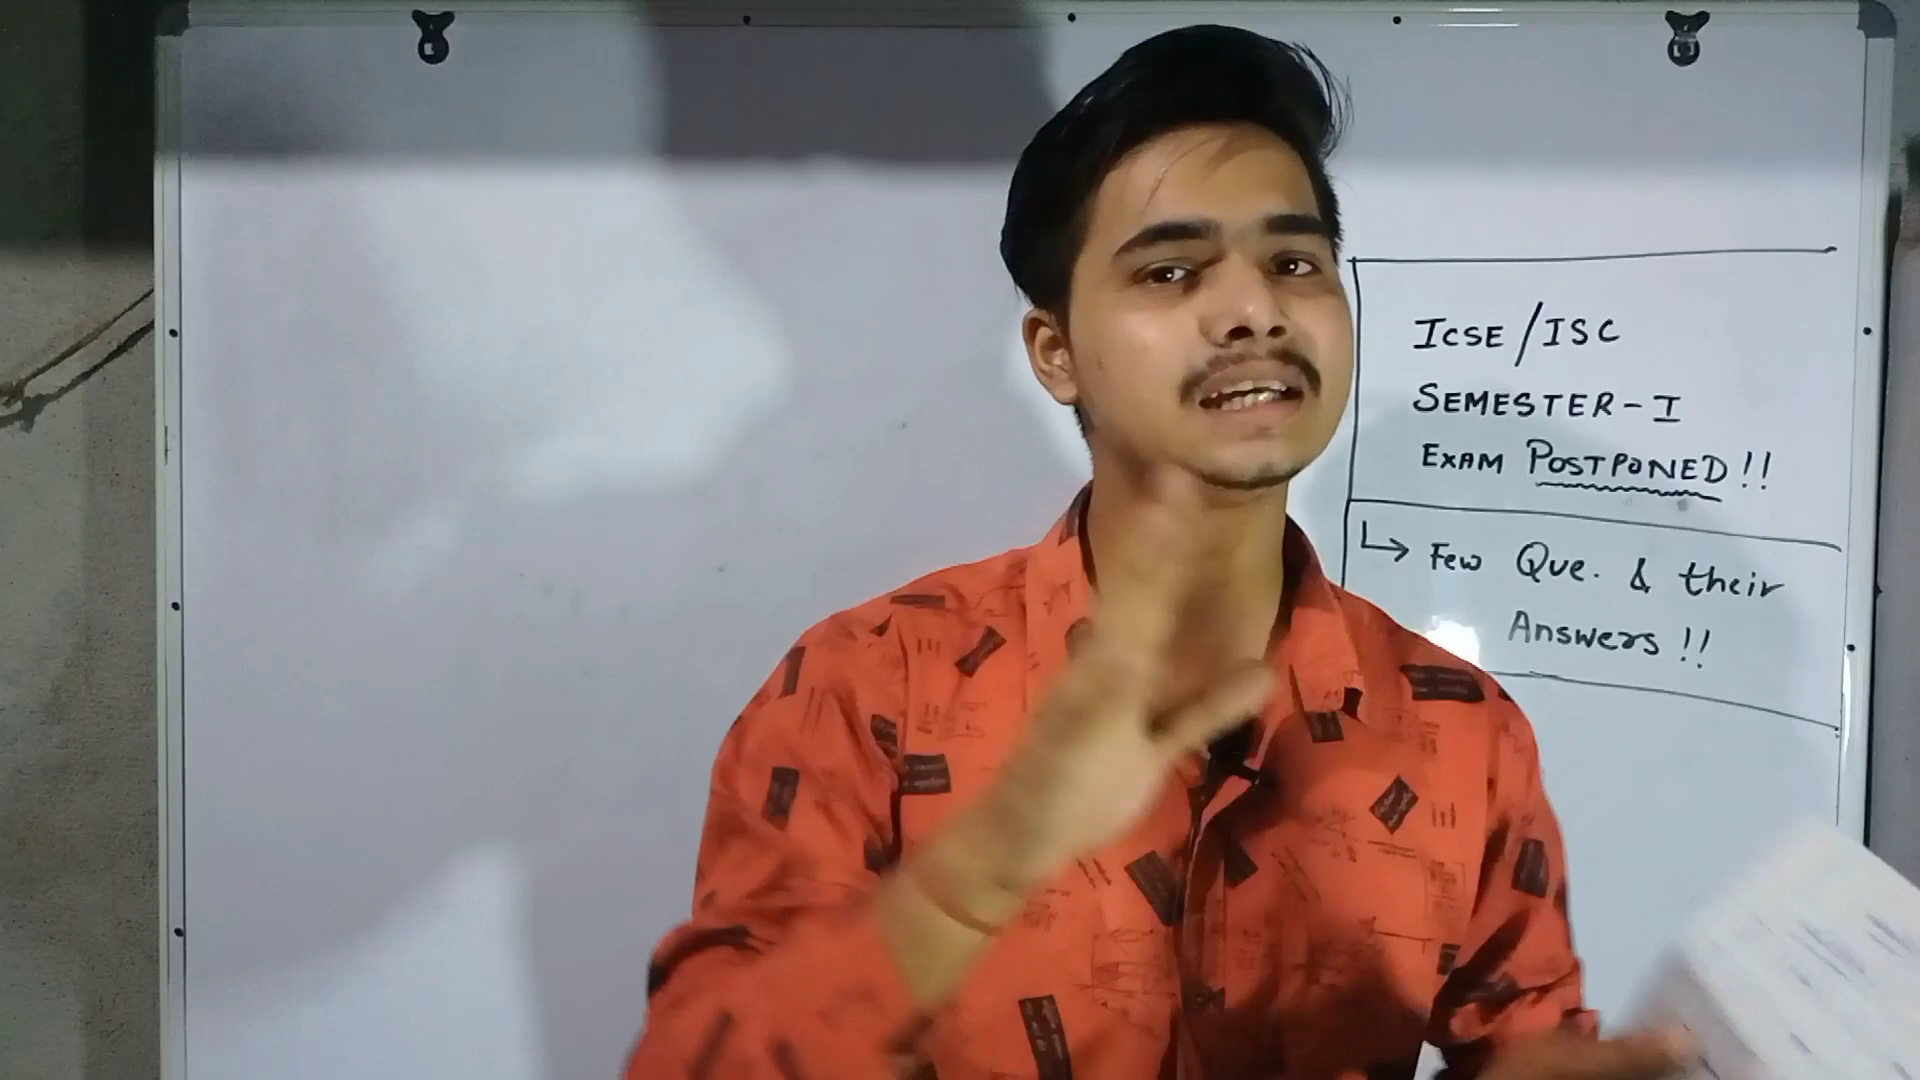 ICSE/ISC
SEMESTER-I
EXAM POSTPONED!!
↳ Few Que. & their
Answers!!